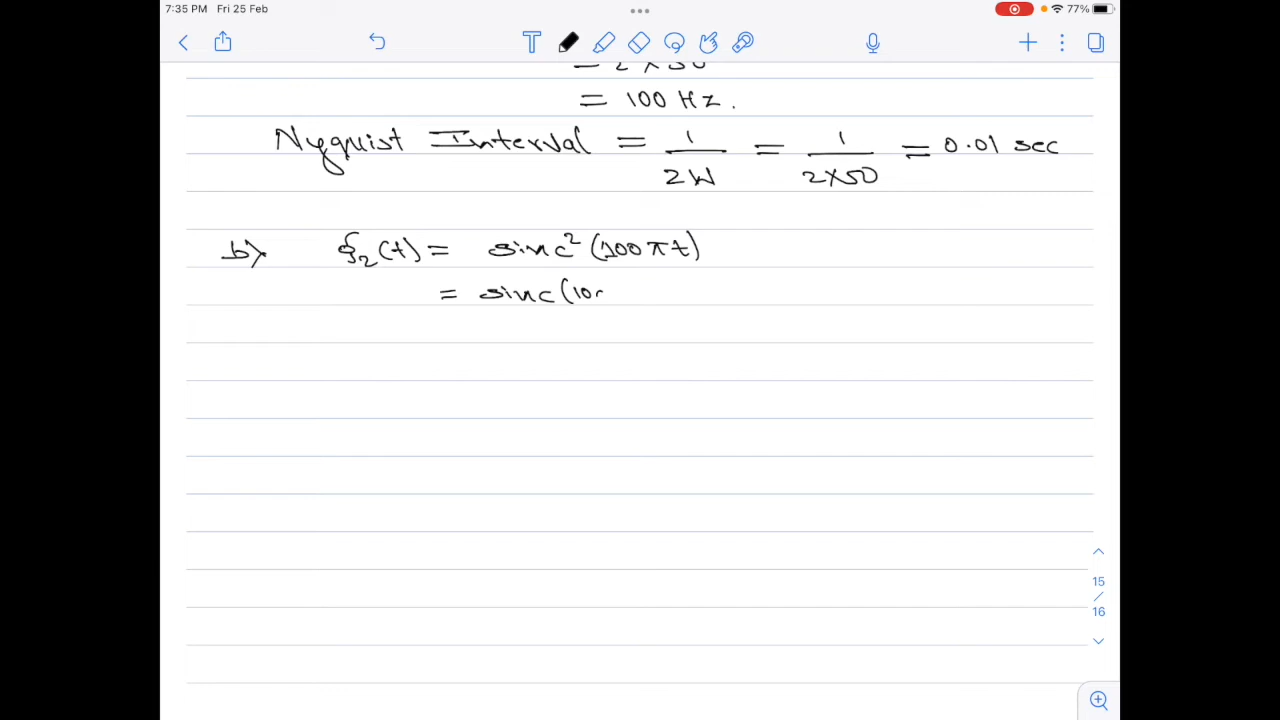 7:35 PM Fri 25 Feb
77%
= 2 X 50
= 100 Hz.
Nyquist Interval = 1/2W = 1/2X50 = 0.01 sec
b) g₂(t) = sinc²(100πt)
= sinc(10
15
/
16